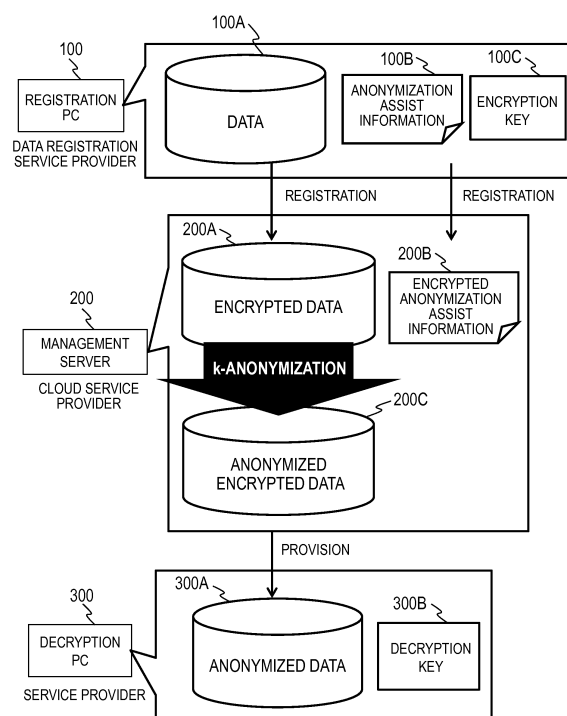 100A
100
100B
100C
REGISTRATION
PC
DATA
ANONYMIZATION
ASSIST
INFORMATION
ENCRYPTION
KEY
DATA REGISTRATION
SERVICE PROVIDER
REGISTRATION
REGISTRATION
200A
200B
ENCRYPTED DATA
ENCRYPTED
ANONYMIZATION
ASSIST
INFORMATION
200
MANAGEMENT
SERVER
CLOUD SERVICE
PROVIDER
k-ANONYMIZATION
200C
ANONYMIZED
ENCRYPTED DATA
PROVISION
300A
300
300B
DECRYPTION
PC
ANONYMIZED DATA
DECRYPTION
KEY
SERVICE PROVIDER